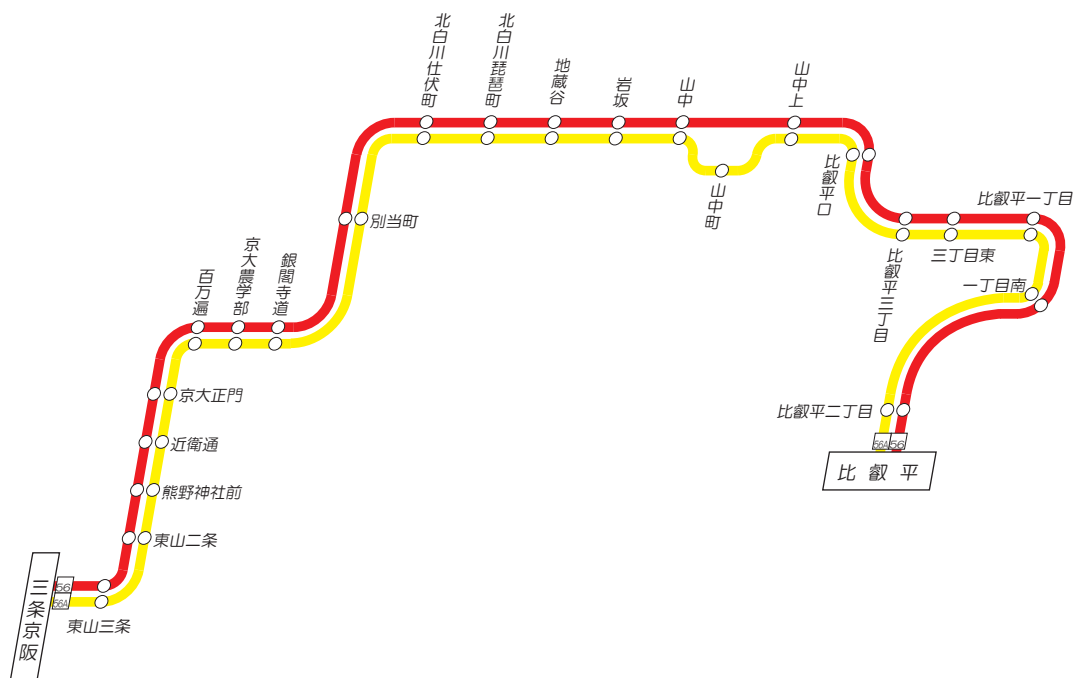 北白川仕伏町
北白川琵琶町
地蔵谷
岩坂
山中
山中上
比叡平口
山中町
比叡平一丁目
三丁目東
比叡平三丁目
一丁目南
別当町
百万遍
京大農学部
銀閣寺道
京大正門
近衛通
熊野神社前
東山二条
比叡平二丁目
56A 56
比叡平
三条京阪
56
56A
東山三条